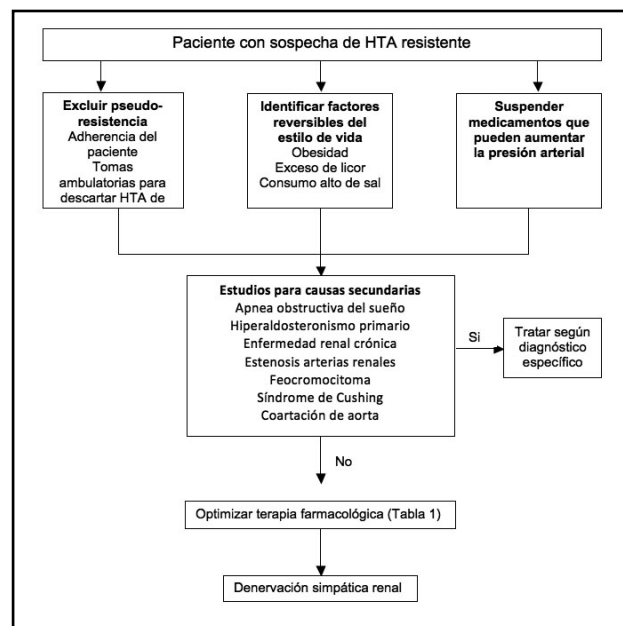 Paciente con sospecha de HTA resistente
Excluir pseudo-
resistencia
Adherencia del
paciente
Tomas
ambulatorias para
descartar HTA de
Identificar factores
reversibles del
estilo de vida
Obesidad
Exceso de licor
Consumo alto de sal
Suspender
medicamentos que
pueden aumentar
la presión arterial
Estudios para causas secundarias
Apnea obstructiva del sueño
Hiperaldosteronismo primario
Enfermedad renal crónica
Estenosis arterias renales
Feocromocitoma
Síndrome de Cushing
Coartación de aorta
Si
Tratar según
diagnóstico
específico
No
Optimizar terapia farmacológica (Tabla 1)
Denervación simpática renal